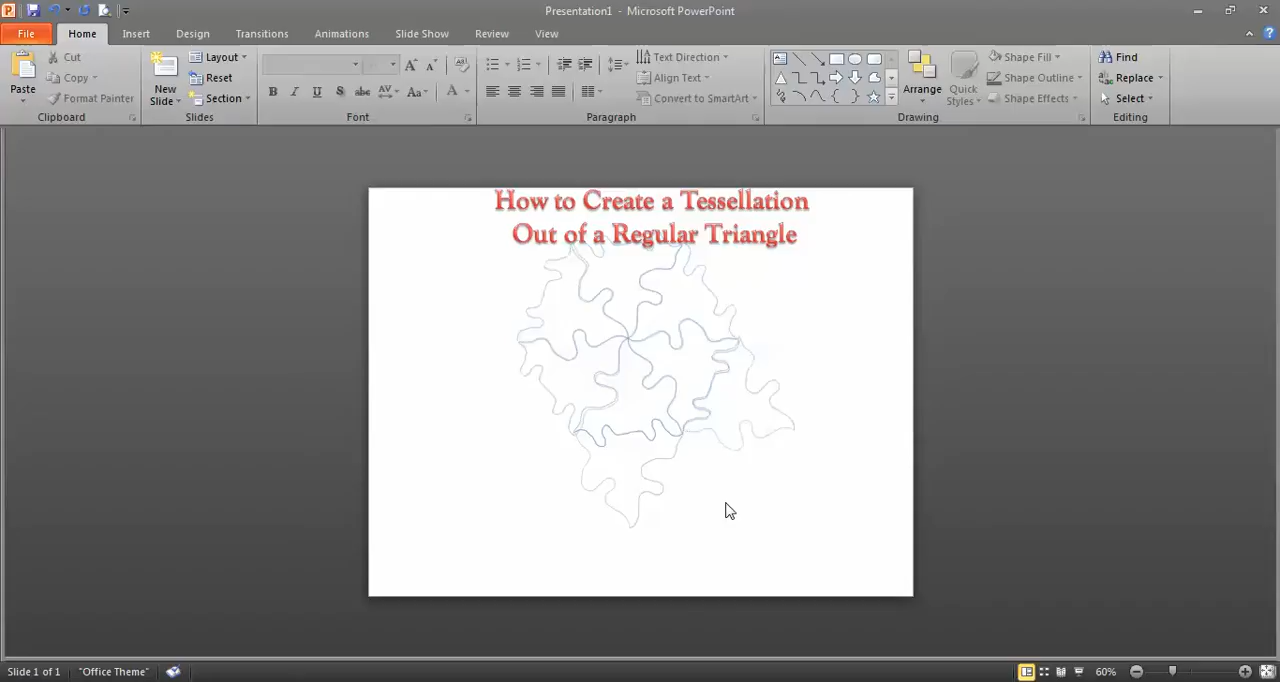 Presentation1 - Microsoft PowerPoint
File Home Insert Design Transitions Animations Slide Show Review View
Paste Cut Copy Format Painter
Clipboard
New Slide Layout Reset Section
Slides
B I U S abc AV Aa A A A
Font
Text Direction Align Text Convert to SmartArt
Paragraph
Arrange Quick Styles Shape Fill Shape Outline Shape Effects
Drawing
Find Replace Select
Editing
How to Create a Tessellation
Out of a Regular Triangle
Slide 1 of 1 "Office Theme" 60%